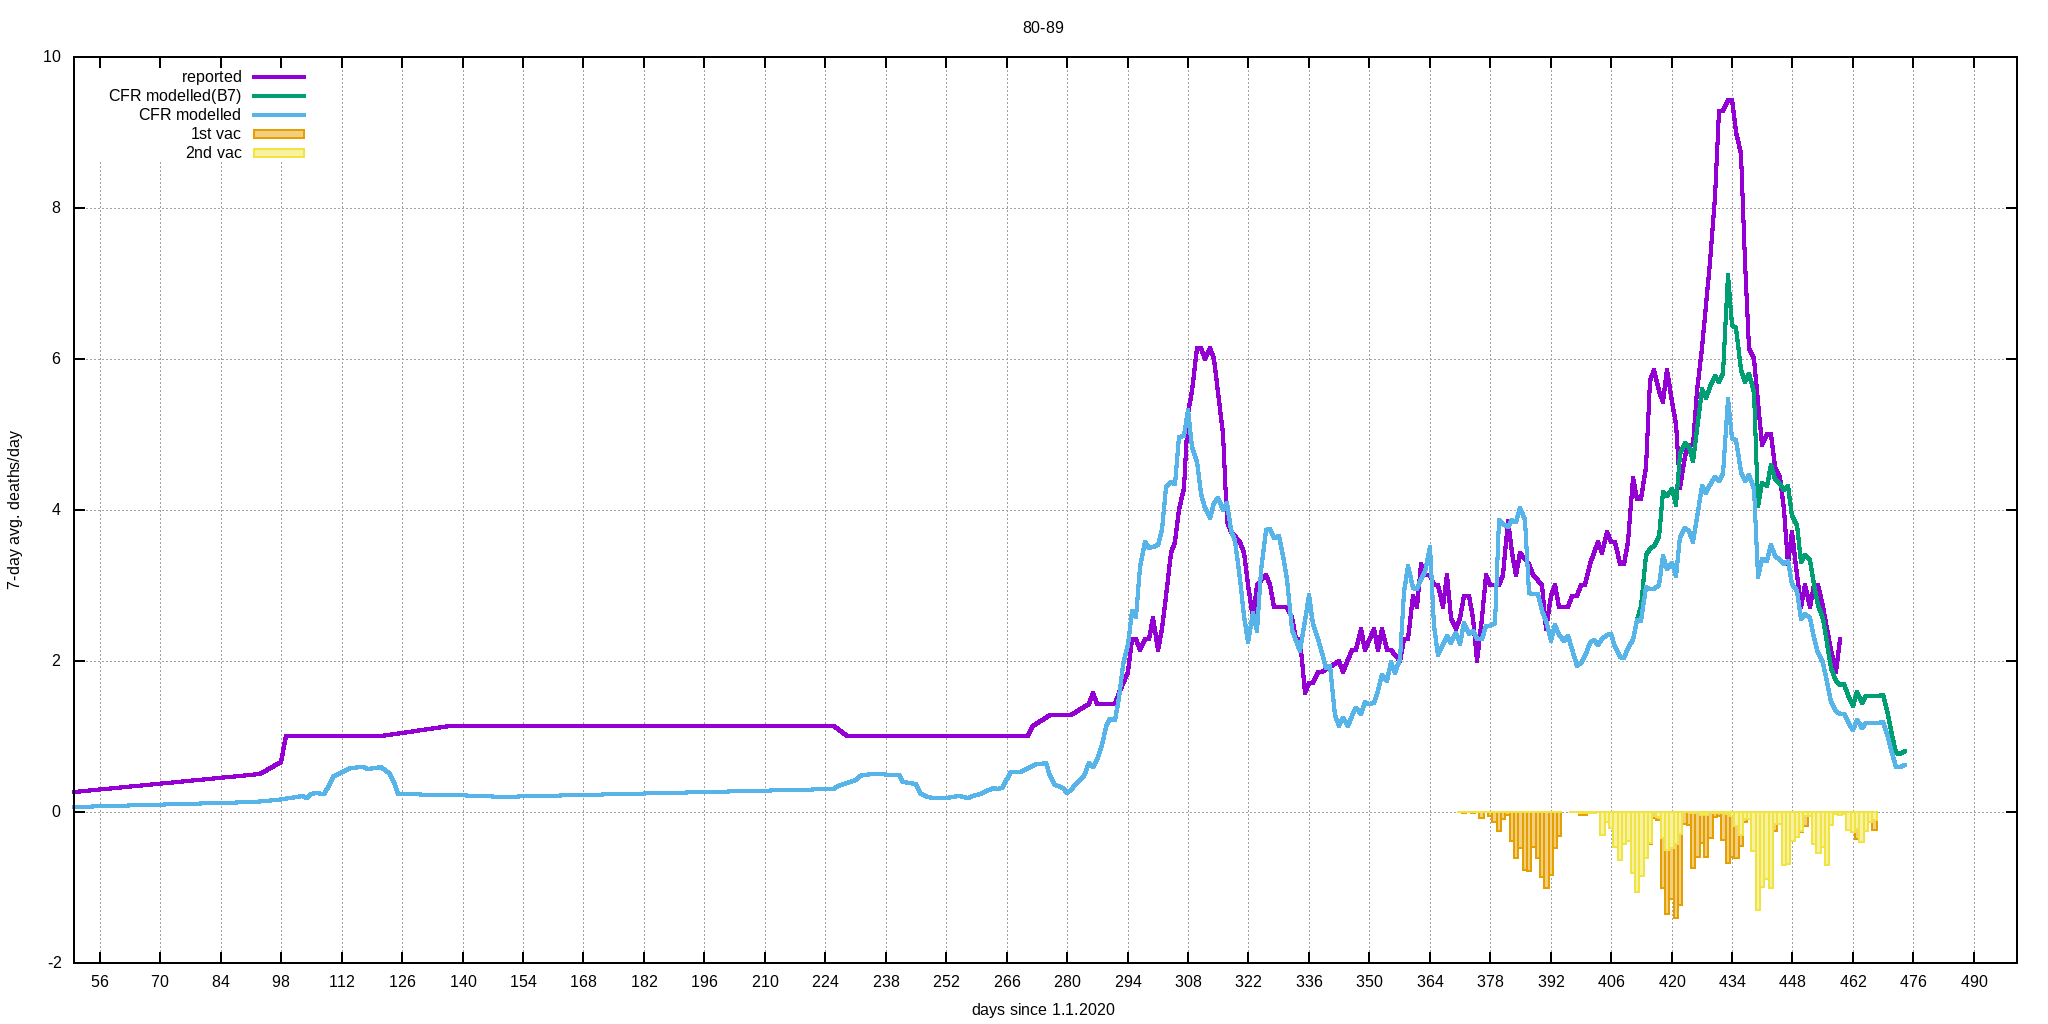 80-89
reported
CFR modelled(B7)
CFR modelled
1st vac
2nd vac
10
8
6
4
2
0
-2
7-day avg. deaths/day
56 70 84 98 112 126 140 154 168 182 196 210 224 238 252 266 280 294 308 322 336 350 364 378 392 406 420 434 448 462 476 490
days since 1.1.2020